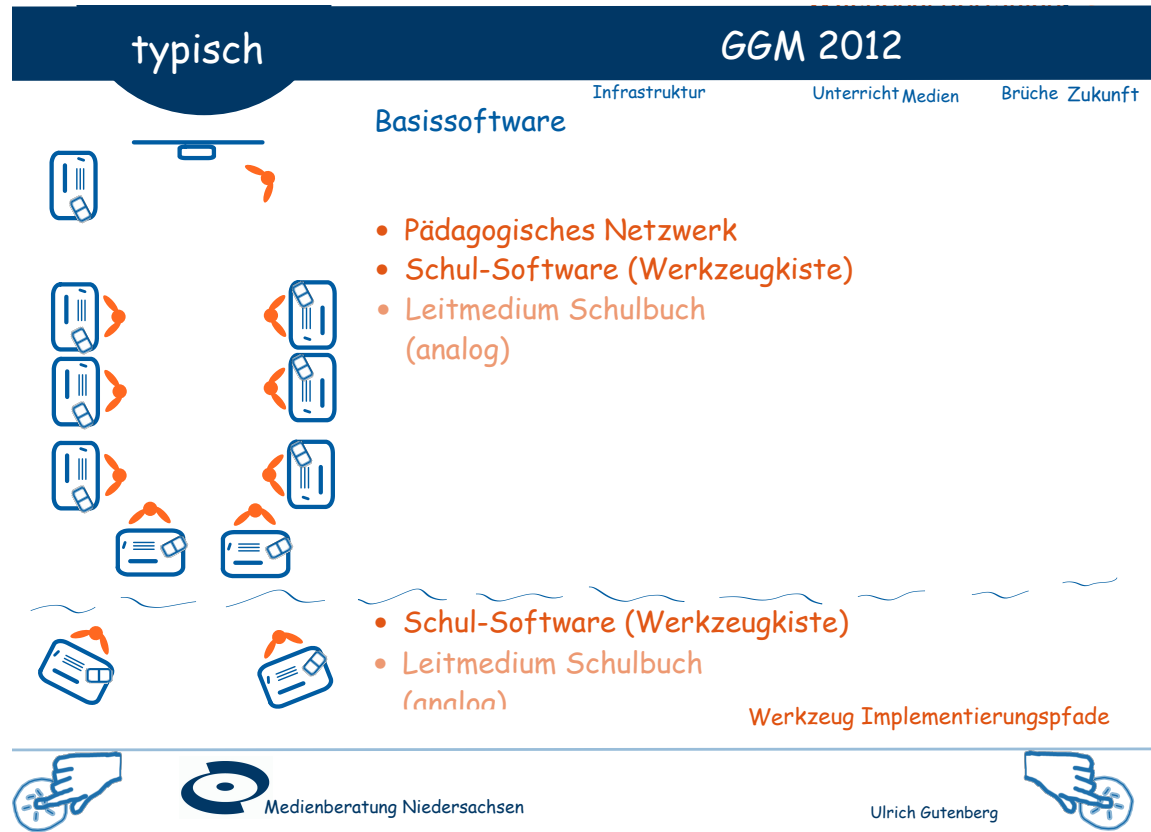 typisch
GGM 2012
Infrastruktur
Unterricht Medien
Brüche Zukunft
Basissoftware
• Pädagogisches Netzwerk
• Schul-Software (Werkzeugkiste)
• Leitmedium Schulbuch
(analog)
• Schul-Software (Werkzeugkiste)
• Leitmedium Schulbuch
(analog)
Werkzeug Implementierungspfade
Medienberatung Niedersachsen
Ulrich Gutenberg